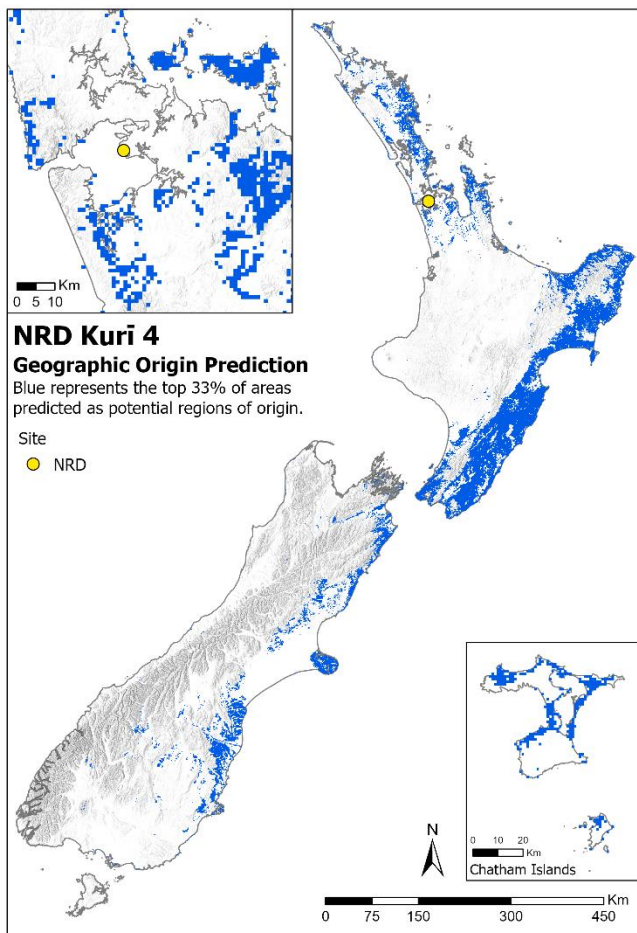 Km
0 5 10
NRD Kurī 4
Geographic Origin Prediction
Blue represents the top 33% of areas
predicted as potential regions of origin.
Site
NRD
N
0 10 20
Km
Chatham Islands
Km
0 75 150 300 450